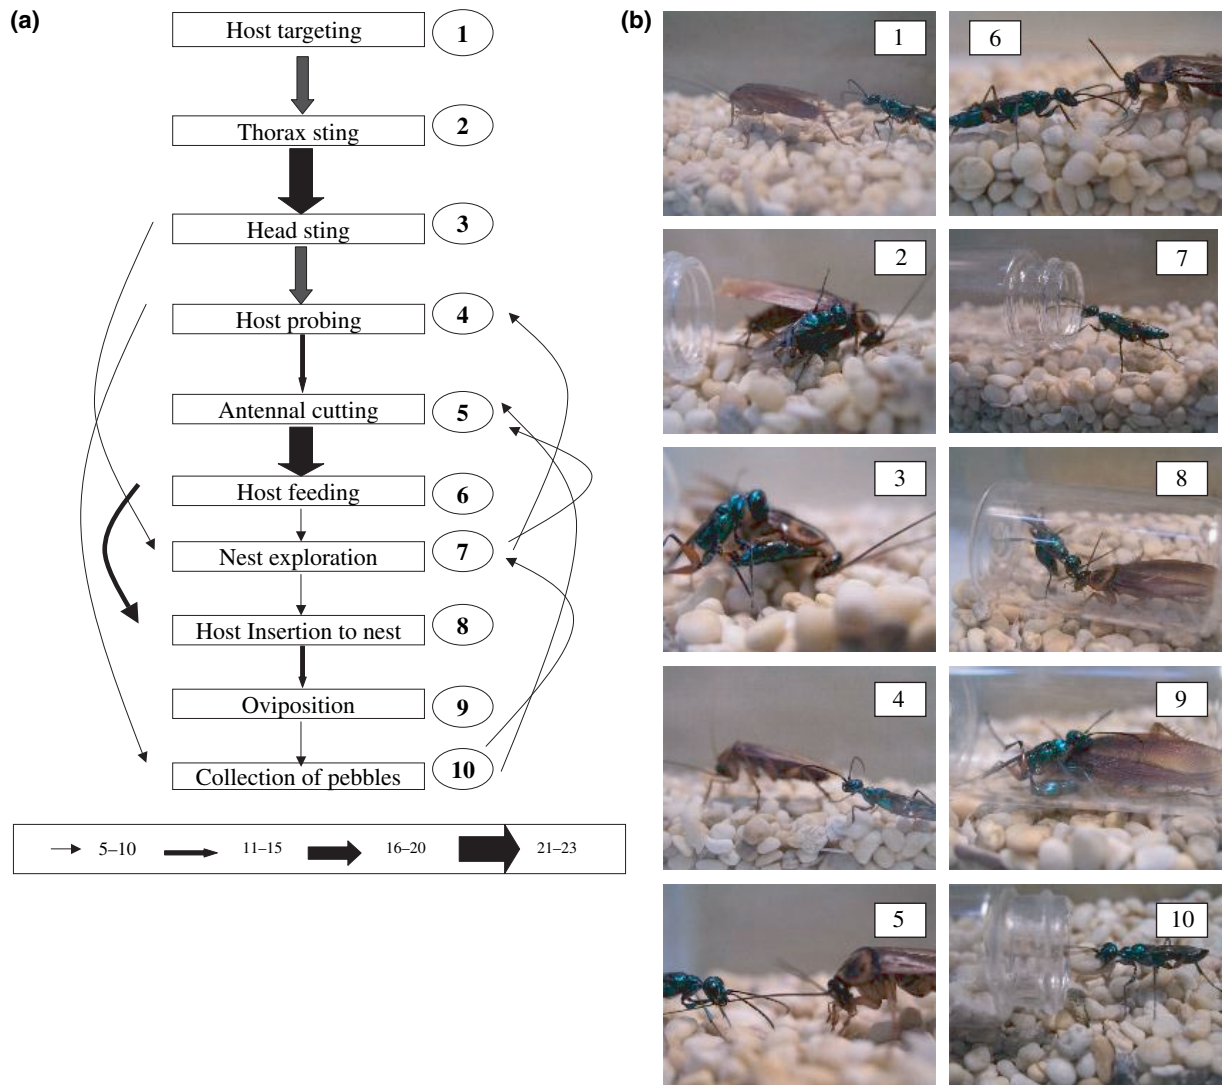 (a)
Host targeting
1
Thorax sting
2
Head sting
3
Host probing
4
Antennal cutting
5
Host feeding
6
Nest exploration
7
Host Insertion to nest
8
Oviposition
9
Collection of pebbles
10
5–10
11–15
16–20
21–23
(b)
1
6
2
7
3
8
4
9
5
10